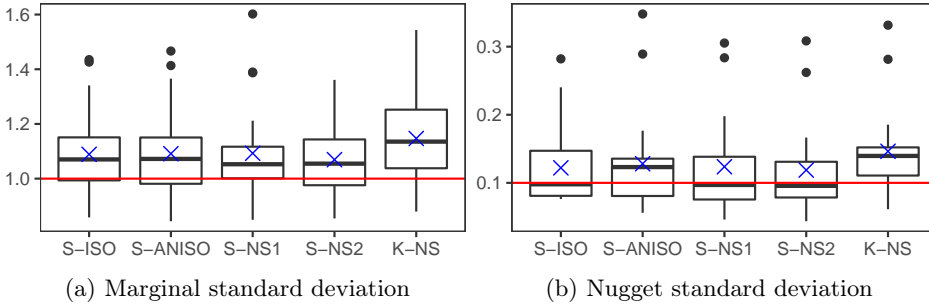 1.6
1.4
1.2
1.0
S−ISO S−ANISO S−NS1 S−NS2 K−NS
(a) Marginal standard deviation
0.3
0.2
0.1
S−ISO S−ANISO S−NS1 S−NS2 K−NS
(b) Nugget standard deviation